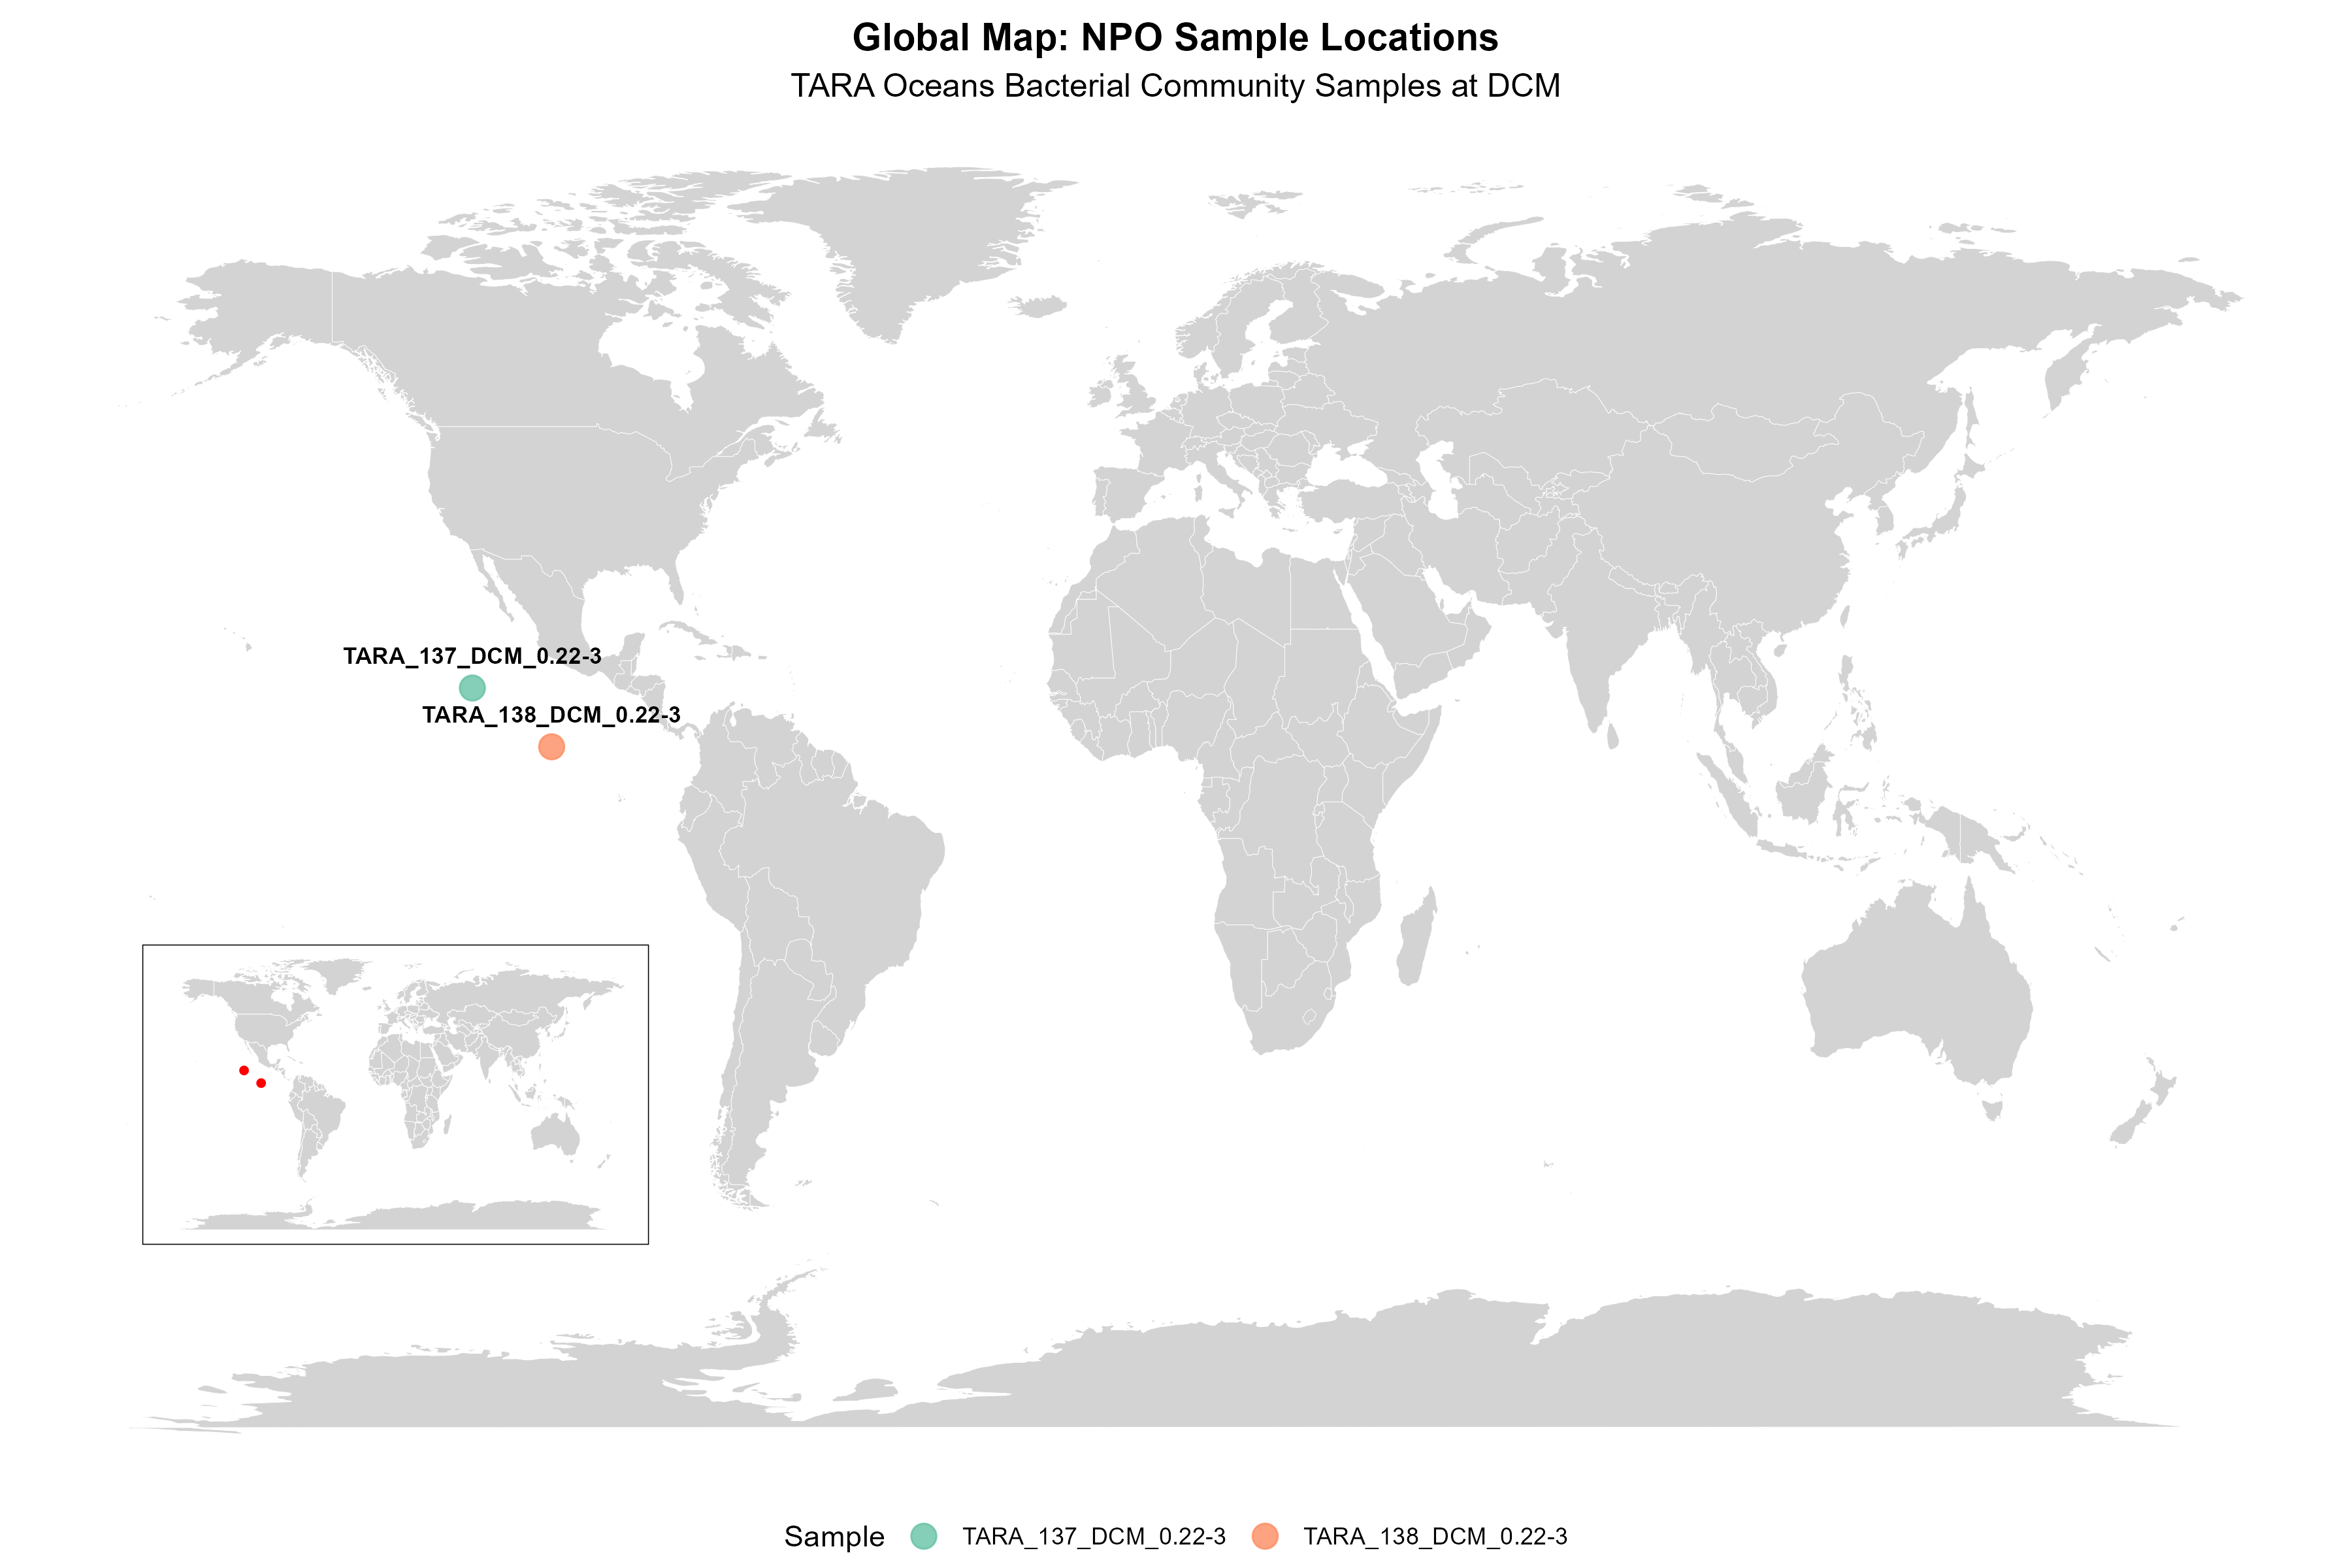 Global Map: NPO Sample Locations
TARA Oceans Bacterial Community Samples at DCM
TARA_137_DCM_0.22-3
TARA_138_DCM_0.22-3
Sample TARA_137_DCM_0.22-3 TARA_138_DCM_0.22-3